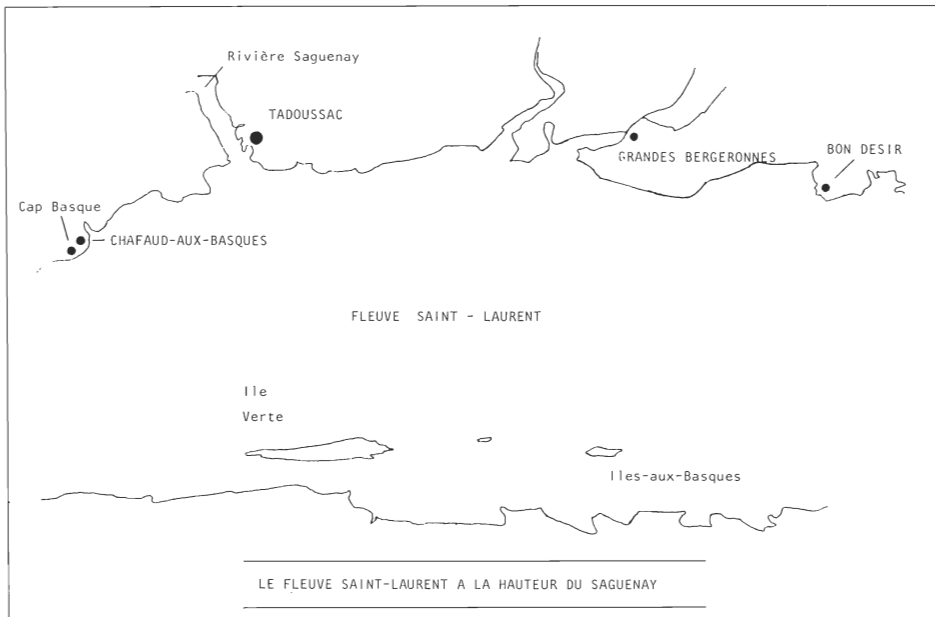 Rivière Saguenay
TADOUSSAC
GRANDES BERGERONNES
BON DESIR
Cap Basque
CHAFAUD-AUX-BASQUES
FLEUVE SAINT - LAURENT
Ile
Verte
Iles-aux-Basques
LE FLEUVE SAINT-LAURENT A LA HAUTEUR DU SAGUENAY